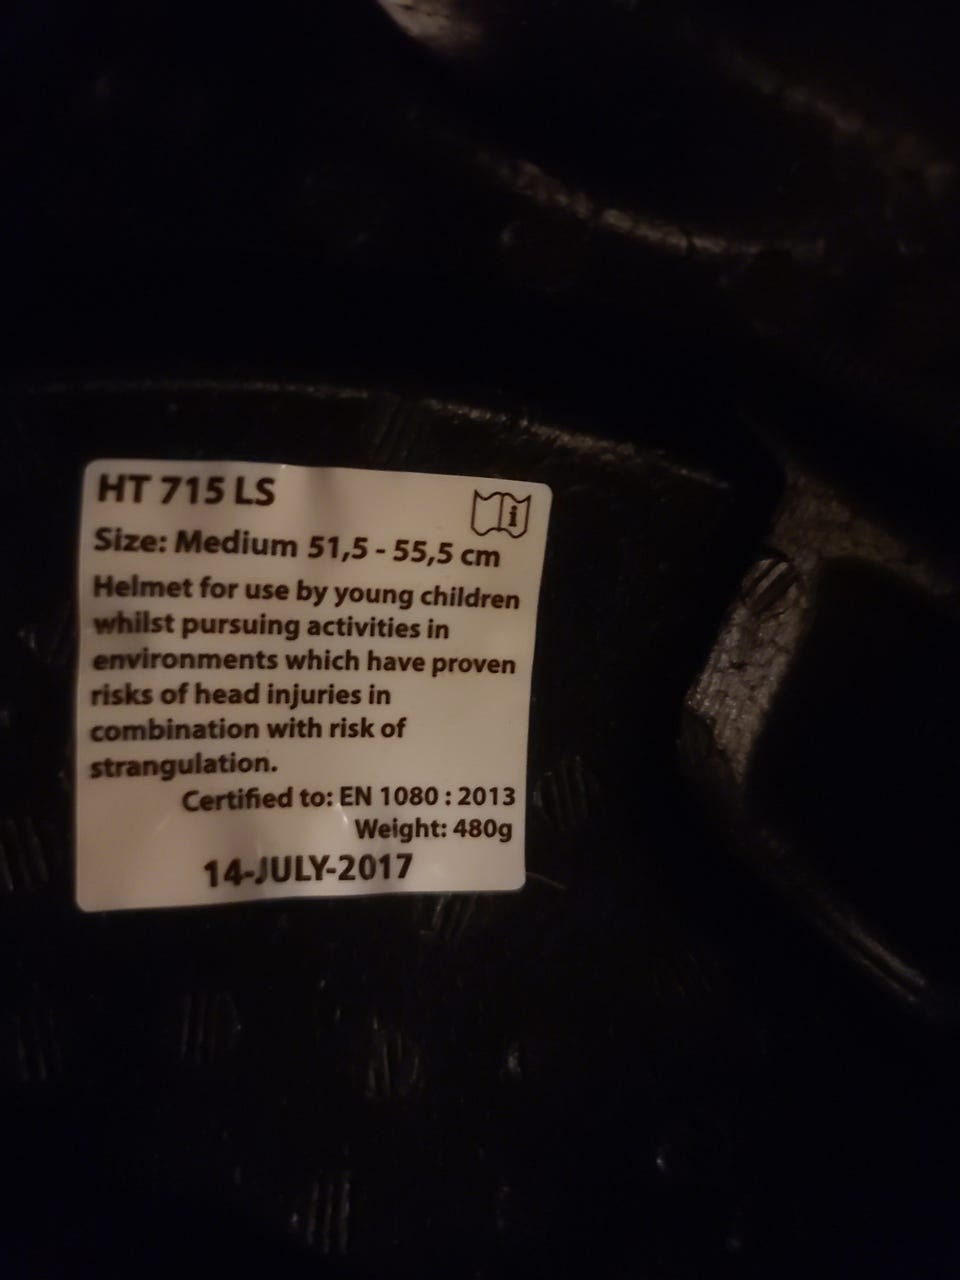 HT 715 LS
Size: Medium 51,5 - 55,5 cm
Helmet for use by young children
whilst pursuing activities in
environments which have proven
risks of head injuries in
combination with risk of
strangulation.
Certified to: EN 1080 : 2013
Weight: 480g
14-JULY-2017